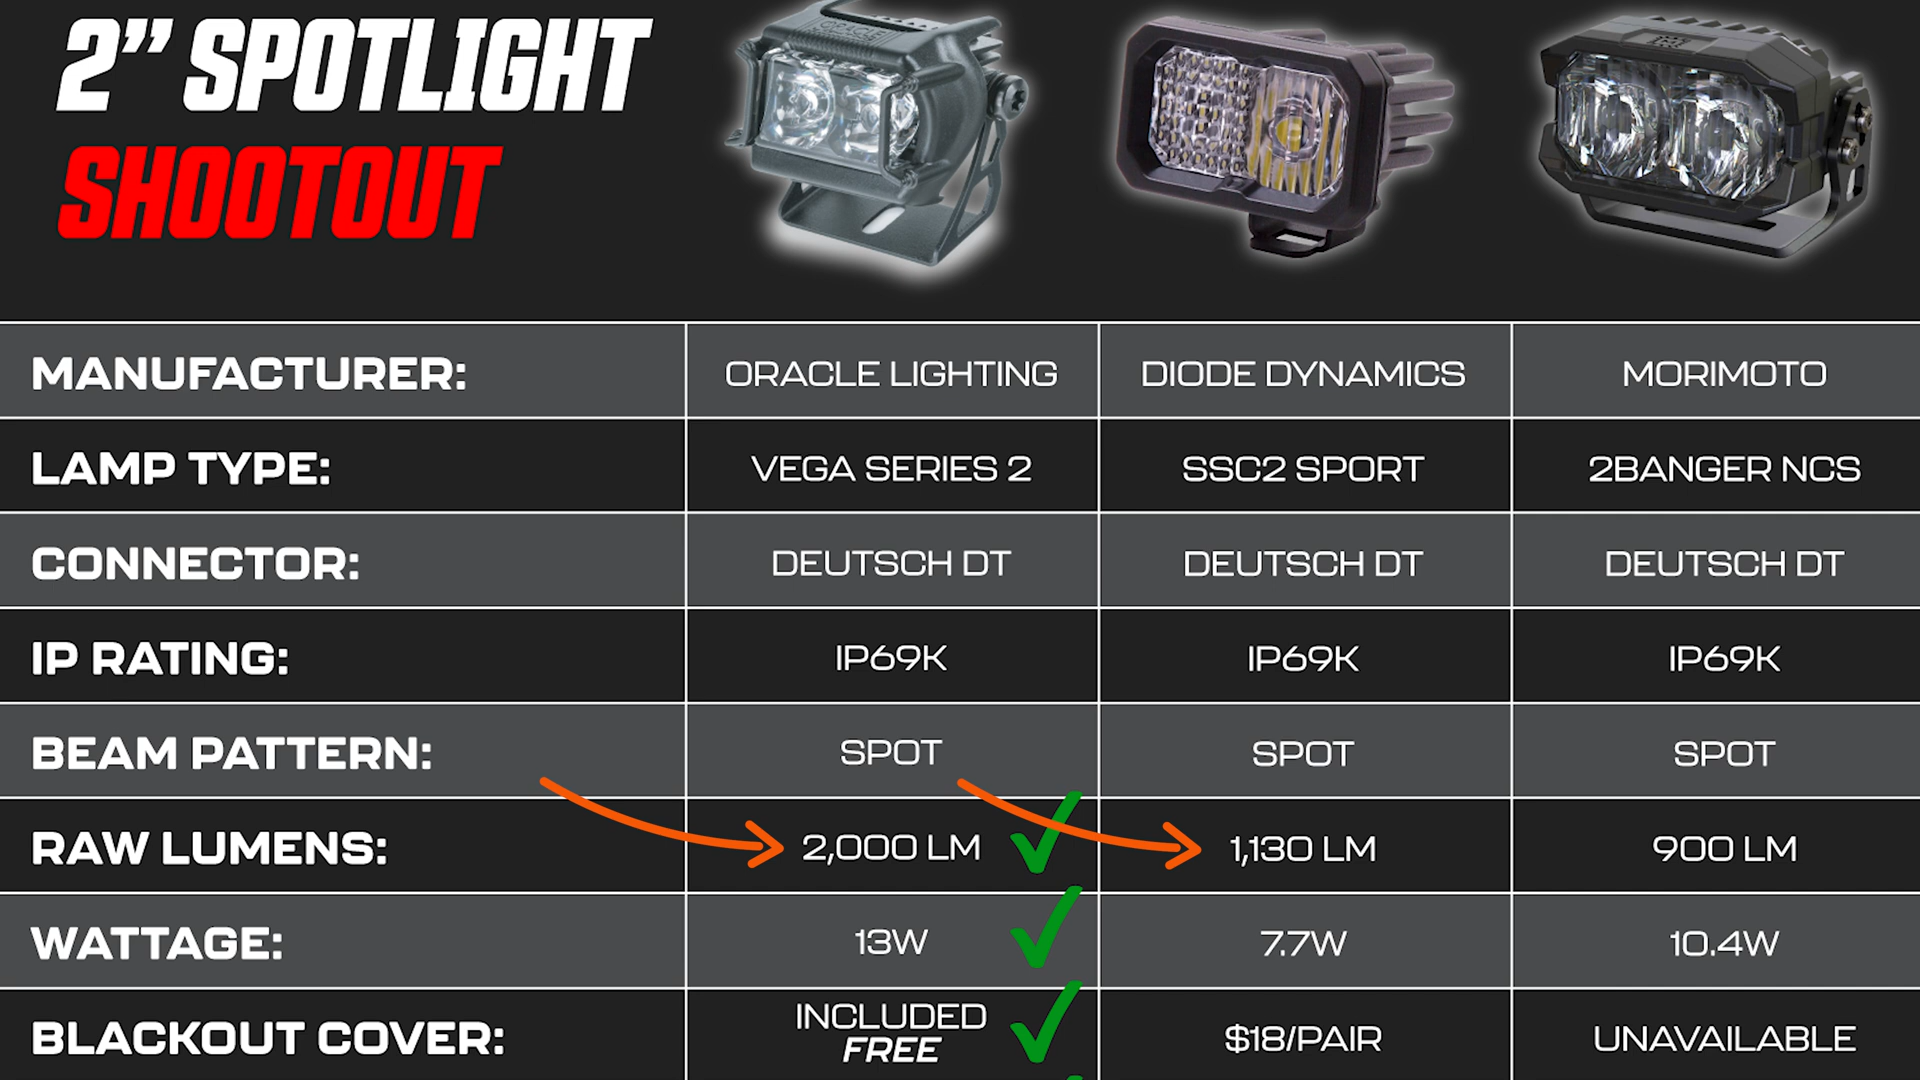 2” SPOTLIGHT
SHOOTOUT
ORACLE
MANUFACTURER: ORACLE LIGHTING DIODE DYNAMICS MORIMOTO
LAMP TYPE: VEGA SERIES 2 SSC2 SPORT 2BANGER NCS
CONNECTOR: DEUTSCH DT DEUTSCH DT DEUTSCH DT
IP RATING: IP69K IP69K IP69K
BEAM PATTERN: SPOT SPOT SPOT
RAW LUMENS: 2,000 LM 1,130 LM 900 LM
WATTAGE: 13W 7.7W 10.4W
BLACKOUT COVER: INCLUDED FREE $18/PAIR UNAVAILABLE